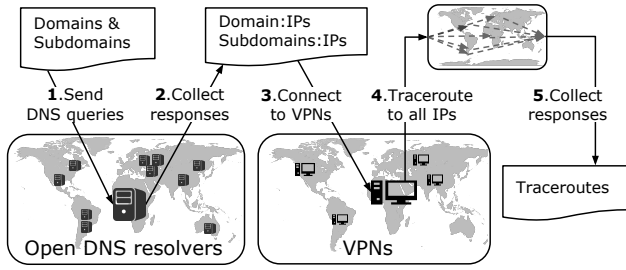 Domains &
Subdomains
Domain:IPs
Subdomains:IPs
1.Send
DNS queries
2.Collect
responses
3.Connect
to VPNs
4.Traceroute
to all IPs
5.Collect
responses
Open DNS resolvers
VPNs
Traceroutes